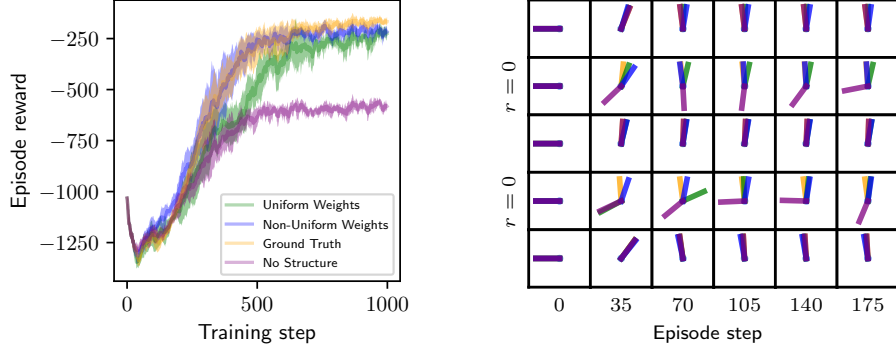 Episode reward
−250
−500
−750
−1000
−1250
Uniform Weights
Non-Uniform Weights
Ground Truth
No Structure
0
500
1000
Training step
r = 0
r = 0
0
35
70
105
140
175
Episode step